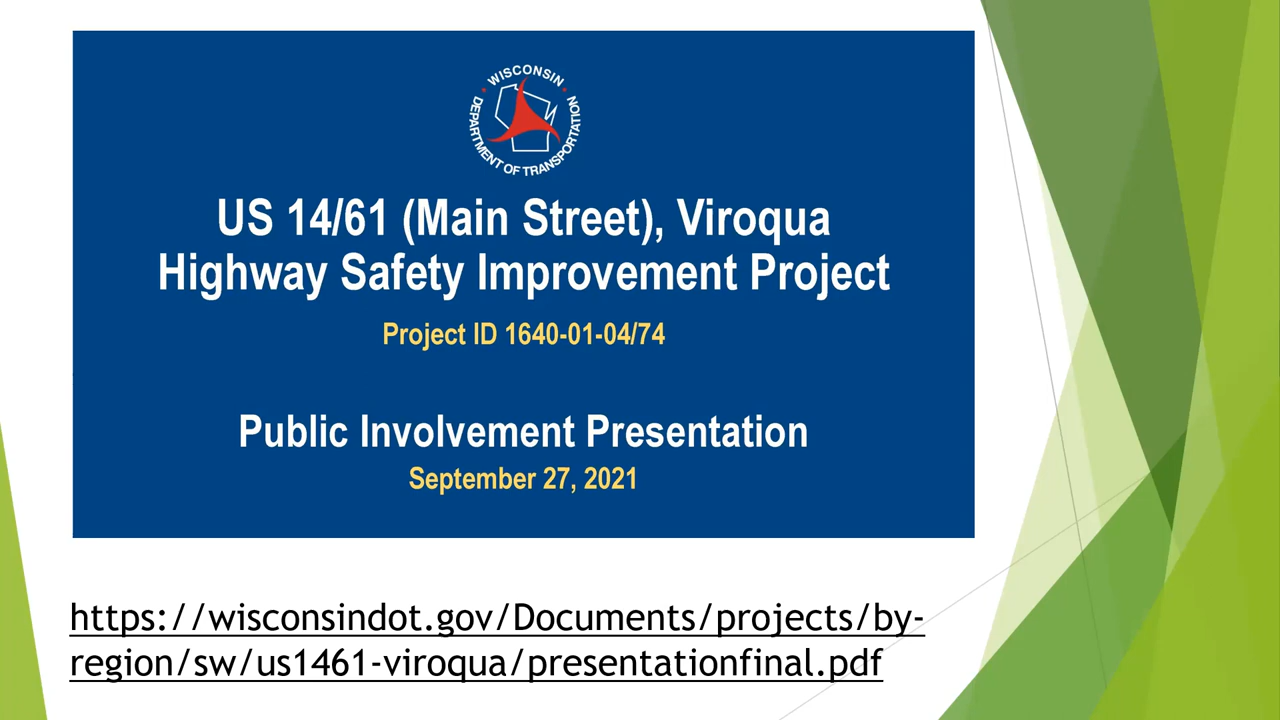 WISCONSIN
DEPARTMENT OF TRANSPORTATION
US 14/61 (Main Street), Viroqua
Highway Safety Improvement Project
Project ID 1640-01-04/74
Public Involvement Presentation
September 27, 2021
https://wisconsindot.gov/Documents/projects/by-
region/sw/us1461-viroqua/presentationfinal.pdf